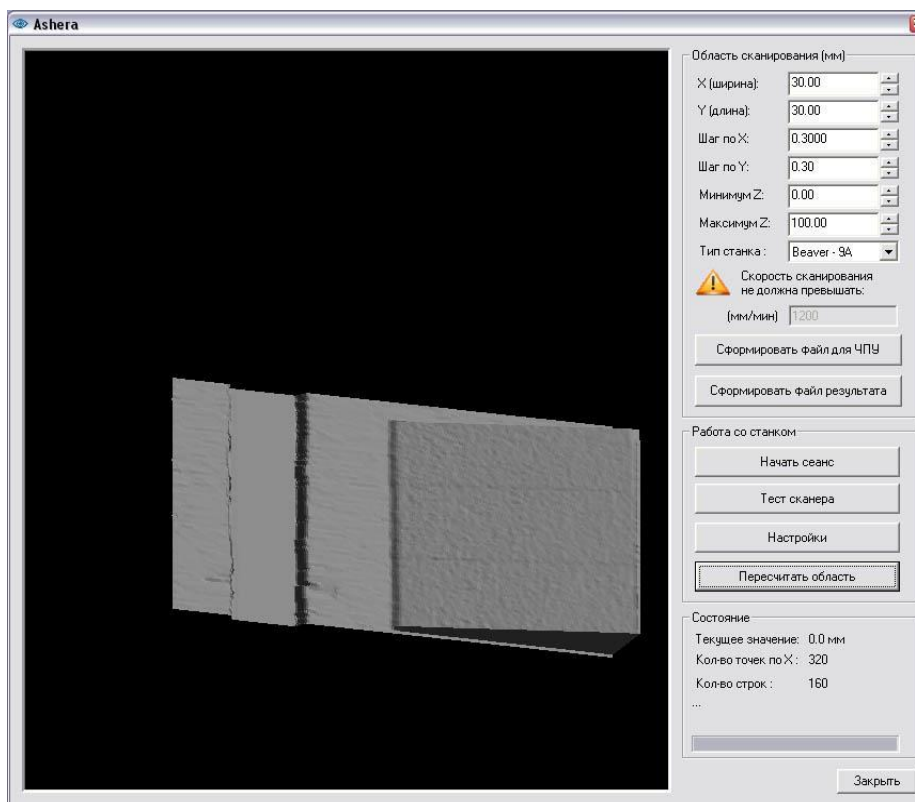 Ashera
Область сканирования (мм)
X (ширина): 30.00
Y (длина): 30.00
Шаг по X: 0.3000
Шаг по Y: 0.30
Минимум Z: 0.00
Максимум Z: 100.00
Тип станка : Beaver - 9A
Скорость сканирования
не должна превышать:
(мм/мин) 1200
Сформировать файл для ЧПУ
Сформировать файл результата
Работа со станком
Начать сеанс
Тест сканера
Настройки
Пересчитать область
Состояние
Текущее значение: 0.0 мм
Кол-во точек по X : 320
Кол-во строк : 160
...
Закрыть